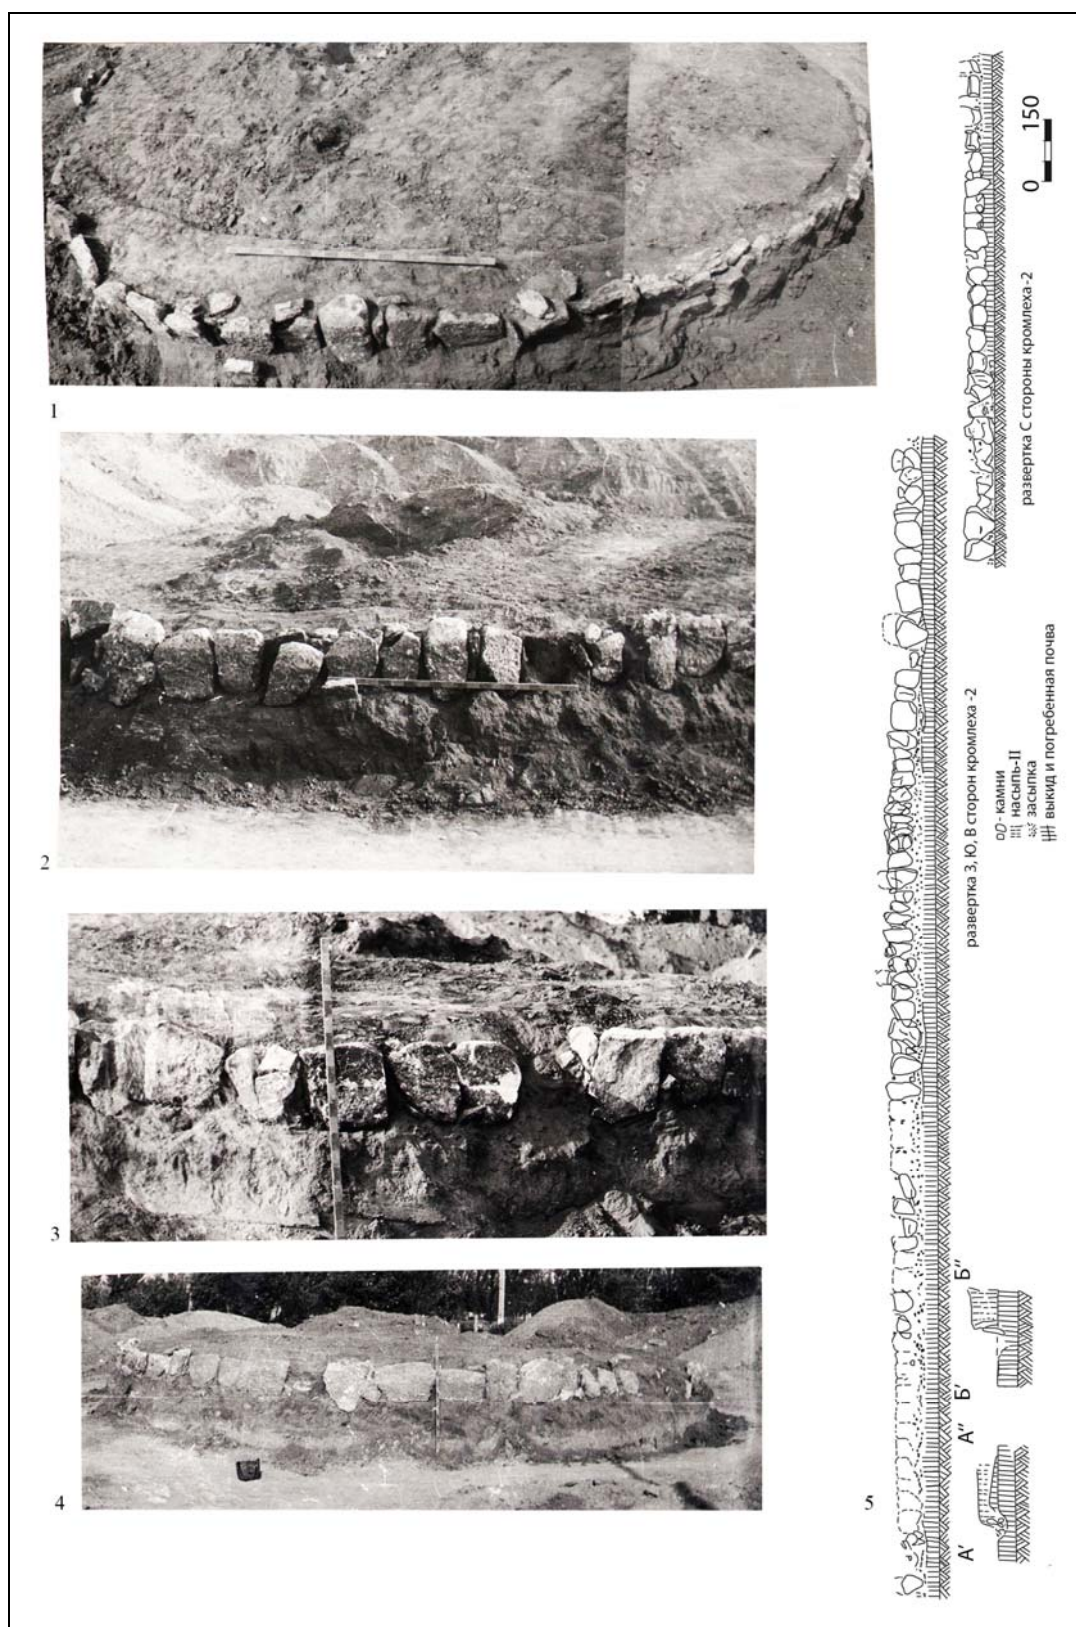 1
2
3
4
5
0 150
развертка С стороны кромлеха-2
развертка З, Ю, В сторон кромлеха -2
- камни
насыпь-II
засыпка
выкид и погребенная почва
А' А" Б' Б"